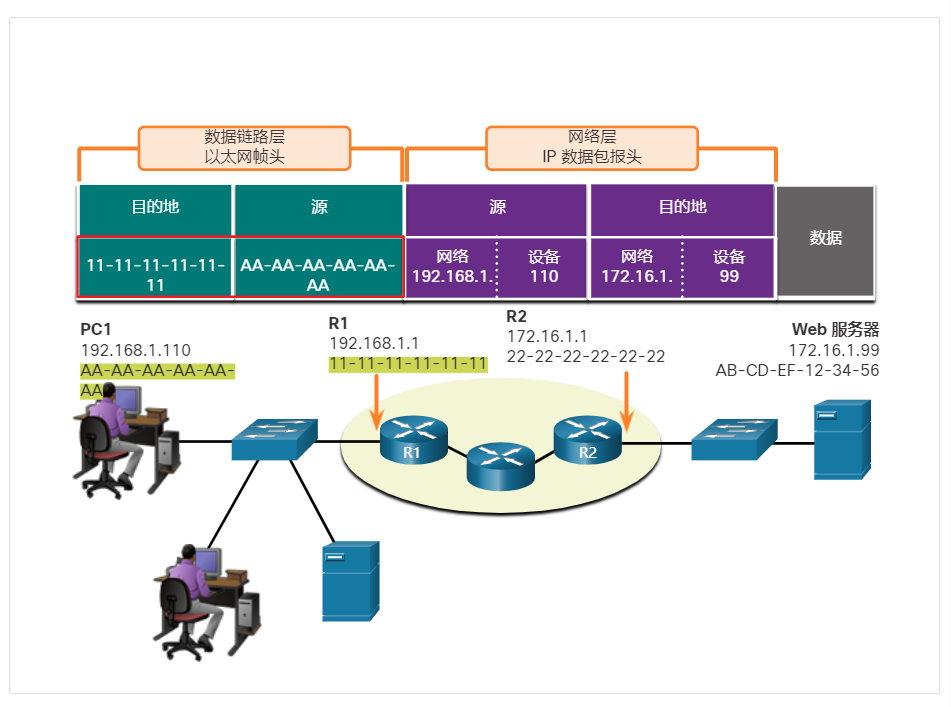 数据链路层
以太网帧头
网络层
IP 数据包报头
目的地
源
源
目的地
数据
11-11-11-11-11-
11
AA-AA-AA-AA-AA-
AA
网络
192.168.1.
设备
110
网络
172.16.1.
设备
99
PC1
192.168.1.110
AA-AA-AA-AA-AA-
AA
R1
192.168.1.1
11-11-11-11-11-11
R2
172.16.1.1
22-22-22-22-22-22
Web 服务器
172.16.1.99
AB-CD-EF-12-34-56
R1
R2